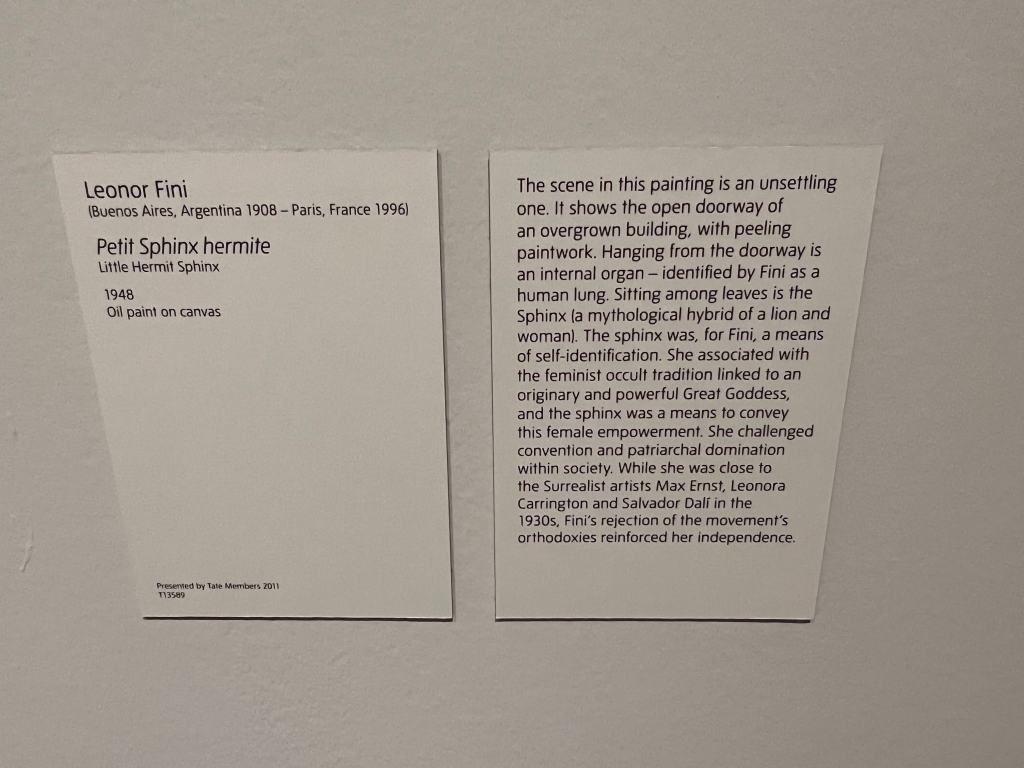 Leonor Fini
(Buenos Aires, Argentina 1908 – Paris, France 1996)
Petit Sphinx hermite
Little Hermit Sphinx
1948
Oil paint on canvas
Presented by Tate Members 2011
T13589
The scene in this painting is an unsettling
one. It shows the open doorway of
an overgrown building, with peeling
paintwork. Hanging from the doorway is
an internal organ – identified by Fini as a
human lung. Sitting among leaves is the
Sphinx (a mythological hybrid of a lion and
woman). The sphinx was, for Fini, a means
of self-identification. She associated with
the feminist occult tradition linked to an
originary and powerful Great Goddess,
and the sphinx was a means to convey
this female empowerment. She challenged
convention and patriarchal domination
within society. While she was close to
the Surrealist artists Max Ernst, Leonora
Carrington and Salvador Dalí in the
1930s, Fini's rejection of the movement's
orthodoxies reinforced her independence.